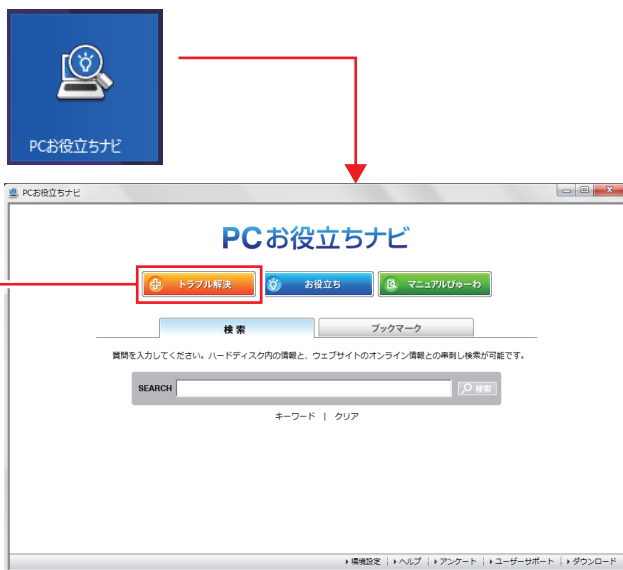 PCお役立ちナビ
PCお役立ちナビ
PCお役立ちナビ
トラブル解決 お役立ち マニュアルびゅーわ
検索 ブックマーク
質問を入力してください。ハードディスク内の情報と、ウェブサイトのオンライン情報との串刺し検索が可能です。
SEARCH 検索
キーワード | クリア
環境設定 | ヘルプ | アンケート | ユーザーサポート | ダウンロード